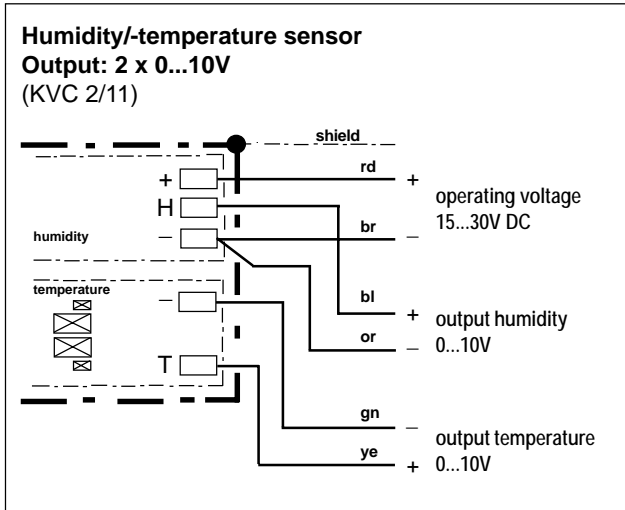 Humidity/-temperature sensor
Output: 2 x 0...10V
(KVC 2/11)
shield
rd
+
+
operating voltage
15...30V DC
H
humidity
–
br
–
temperature
–
bl
+
output humidity
0...10V
or
–
T
gn
–
output temperature
0...10V
ye
+